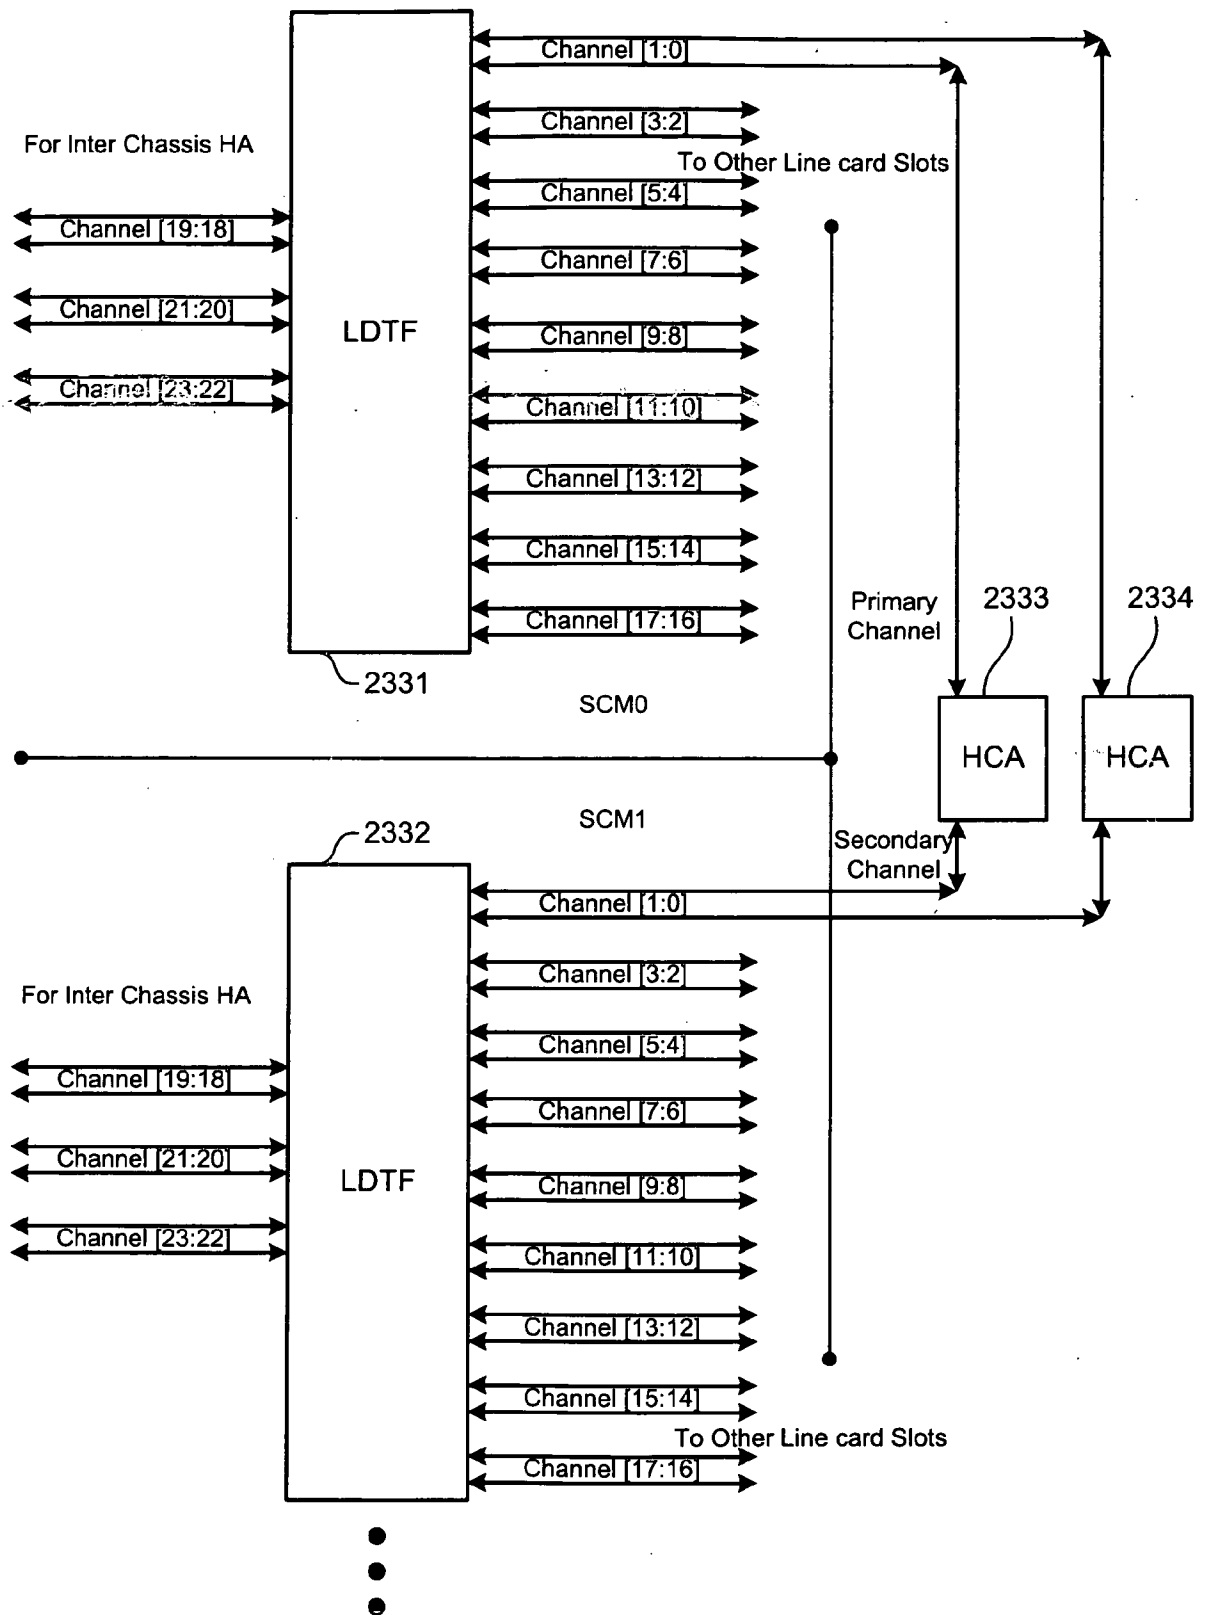 Channel [1:0]
For Inter Chassis HA
Channel [3:2]
To Other Line card Slots
Channel [5:4]
Channel [19:18]
Channel [7:6]
Channel [21:20]
LDTF
Channel [9:8]
Channel [23:22]
Channel [11:10]
Channel [13:12]
Channel [15:14]
Channel [17:16]
Primary
Channel
2333
2334
2331
SCM0
HCA
HCA
SCM1
2332
Secondary
Channel
Channel [1:0]
For Inter Chassis HA
Channel [3:2]
Channel [5:4]
Channel [19:18]
Channel [7:6]
Channel [21:20]
LDTF
Channel [9:8]
Channel [23:22]
Channel [11:10]
Channel [13:12]
Channel [15:14]
To Other Line card Slots
Channel [17:16]